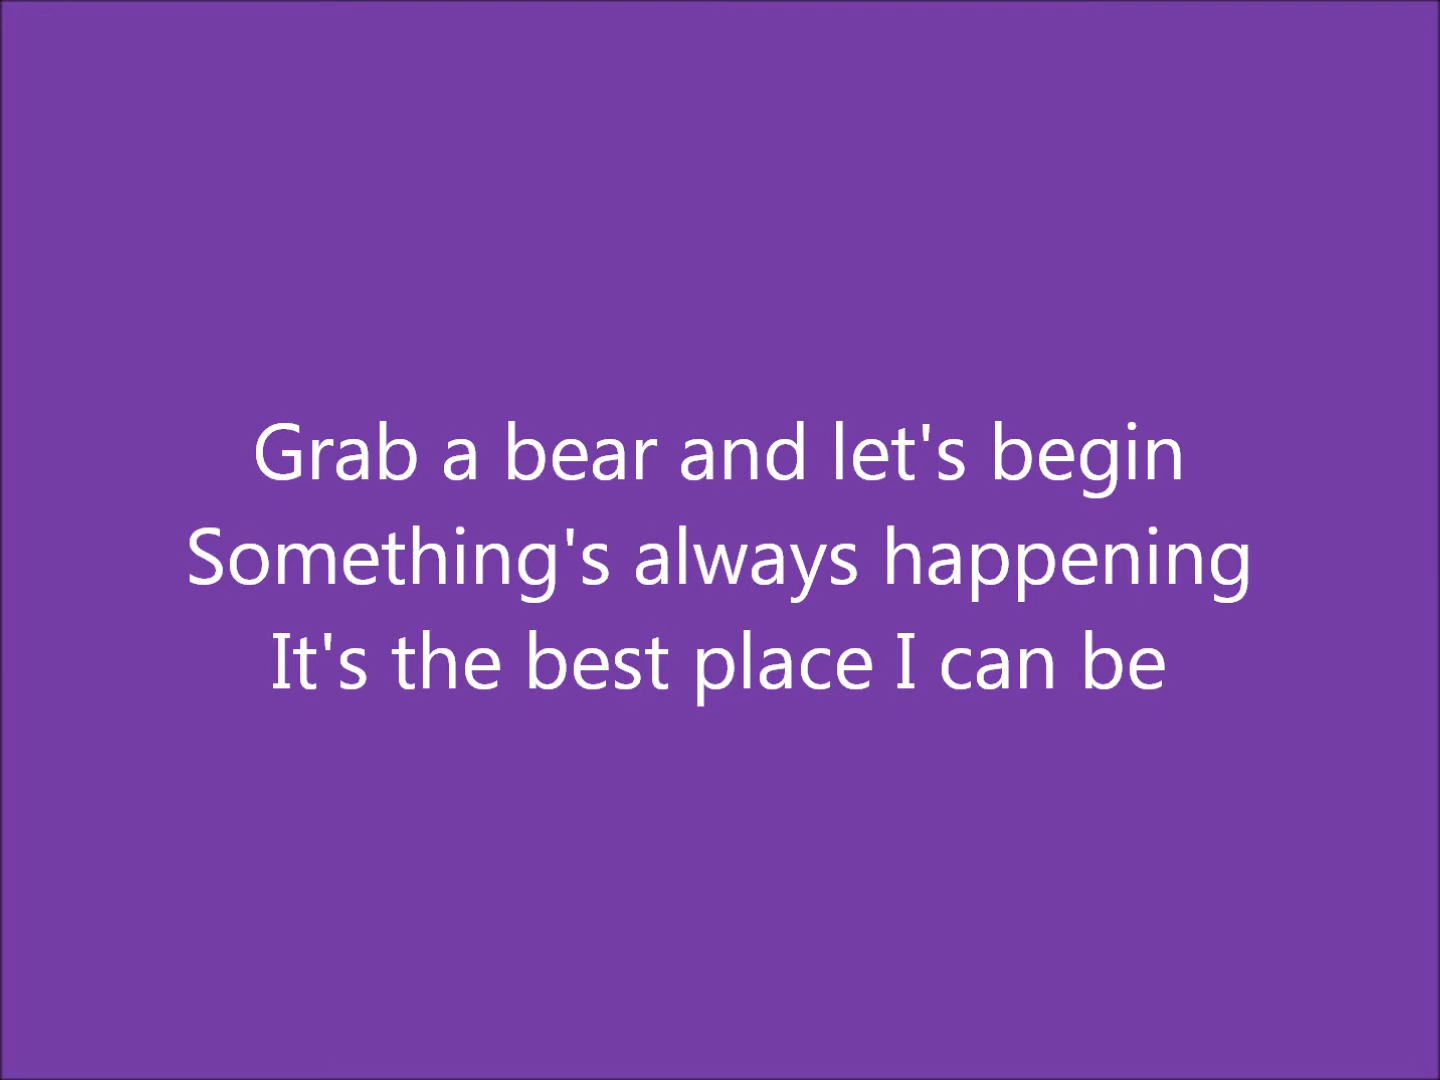 Grab a bear and let's begin
Something's always happening
It's the best place I can be